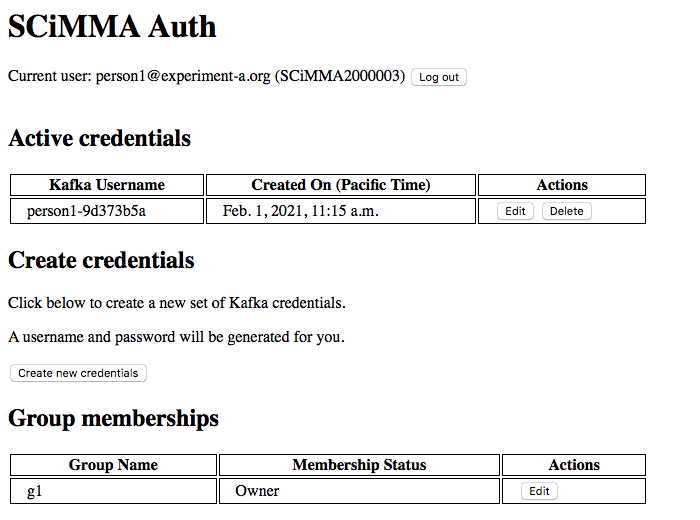 SCiMMA Auth
Current user: person1@experiment-a.org (SCiMMA2000003) Log out
Active credentials
Kafka Username Created On (Pacific Time) Actions
person1-9d373b5a Feb. 1, 2021, 11:15 a.m. Edit Delete
Create credentials
Click below to create a new set of Kafka credentials.
A username and password will be generated for you.
Create new credentials
Group memberships
Group Name Membership Status Actions
g1 Owner Edit